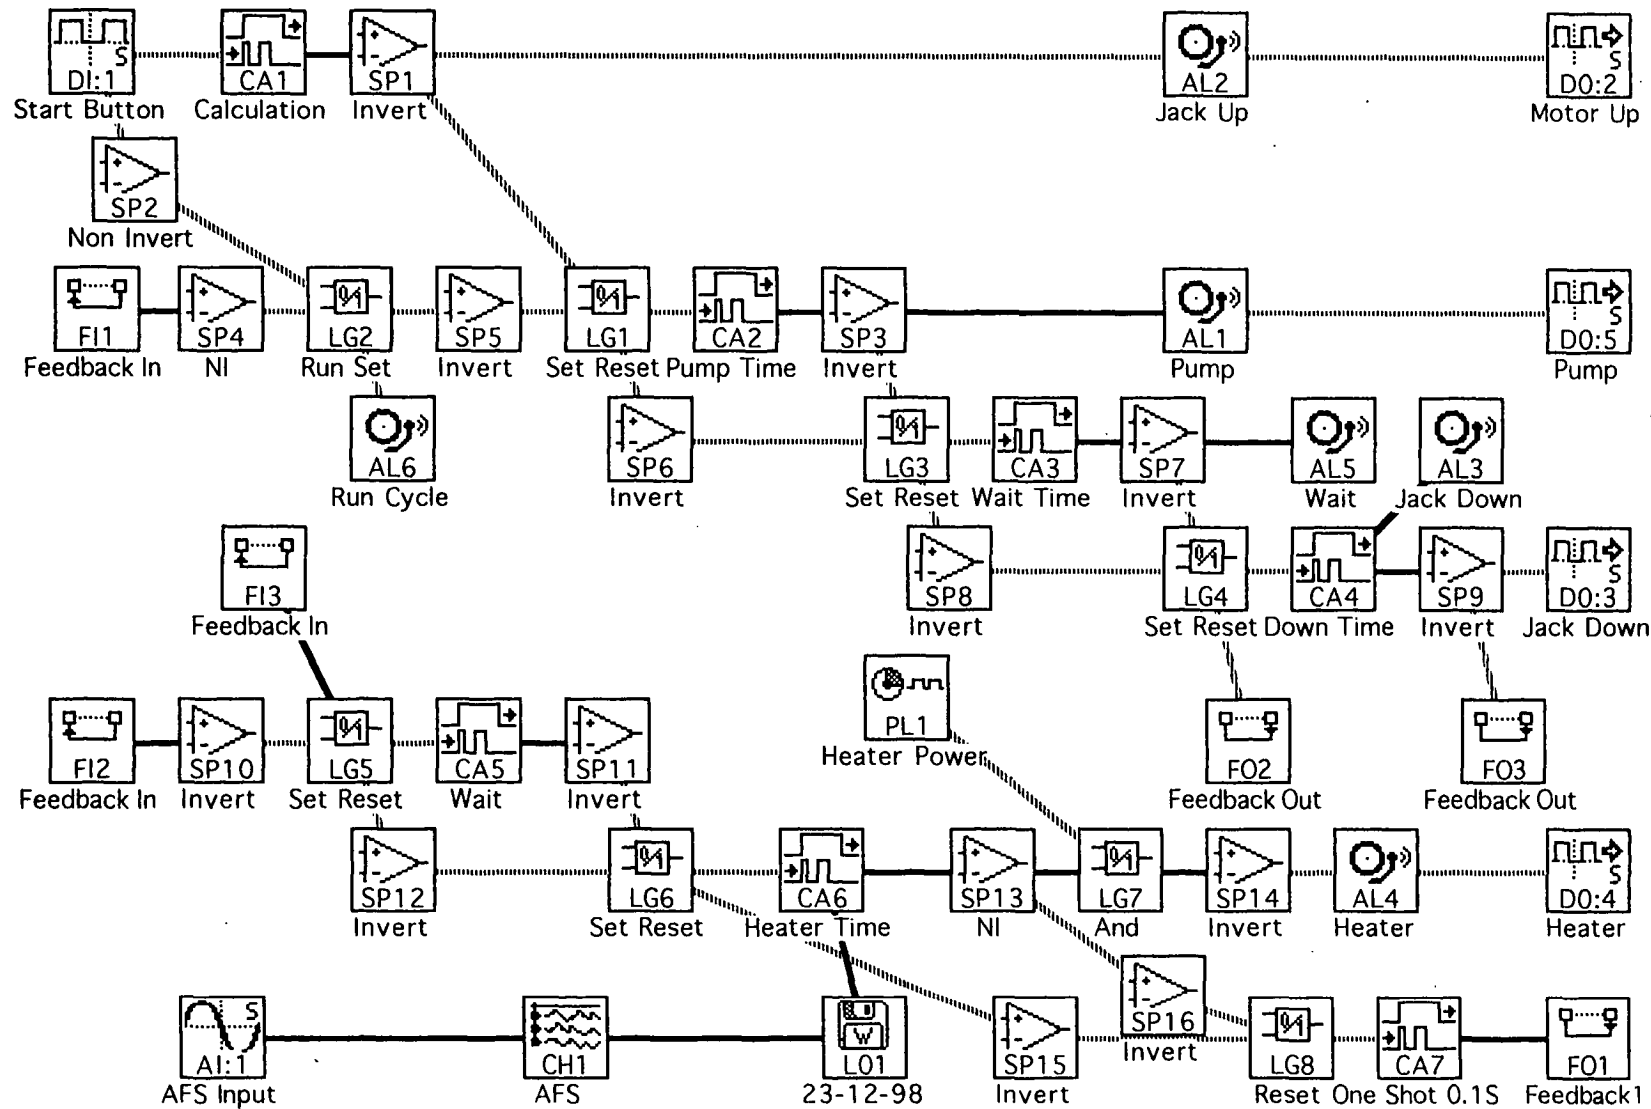 S
DI:1
Start Button
CA1
Calculation
SP1
Invert
AL2
Jack Up
S
DO:2
Motor Up
SP2
Non Invert
FI1
Feedback In
SP4
NI
LG2
Run Set
SP5
Invert
LG1
Set Reset
CA2
Pump Time
SP3
Invert
AL1
Pump
S
DO:5
Pump
AL6
Run Cycle
SP6
Invert
LG3
Set Reset
CA3
Wait Time
SP7
Invert
AL5
Wait
AL3
Jack Down
FI3
Feedback In
SP8
Invert
LG4
Set Reset
CA4
Down Time
SP9
Invert
S
DO:3
Jack Down
FI2
Feedback In
SP10
Invert
LG5
Set Reset
CA5
Wait
SP11
Invert
PL1
Heater Power
FO2
Feedback Out
FO3
Feedback Out
SP12
Invert
LG6
Set Reset
CA6
Heater Time
SP13
NI
LG7
And
SP14
Invert
AL4
Heater
S
DO:4
Heater
S
AI:1
AFS Input
CH1
AFS
W
LO1
23-12-98
SP15
Invert
SP16
Invert
LG8
Reset
CA7
One Shot 0.1S
FO1
Feedback1